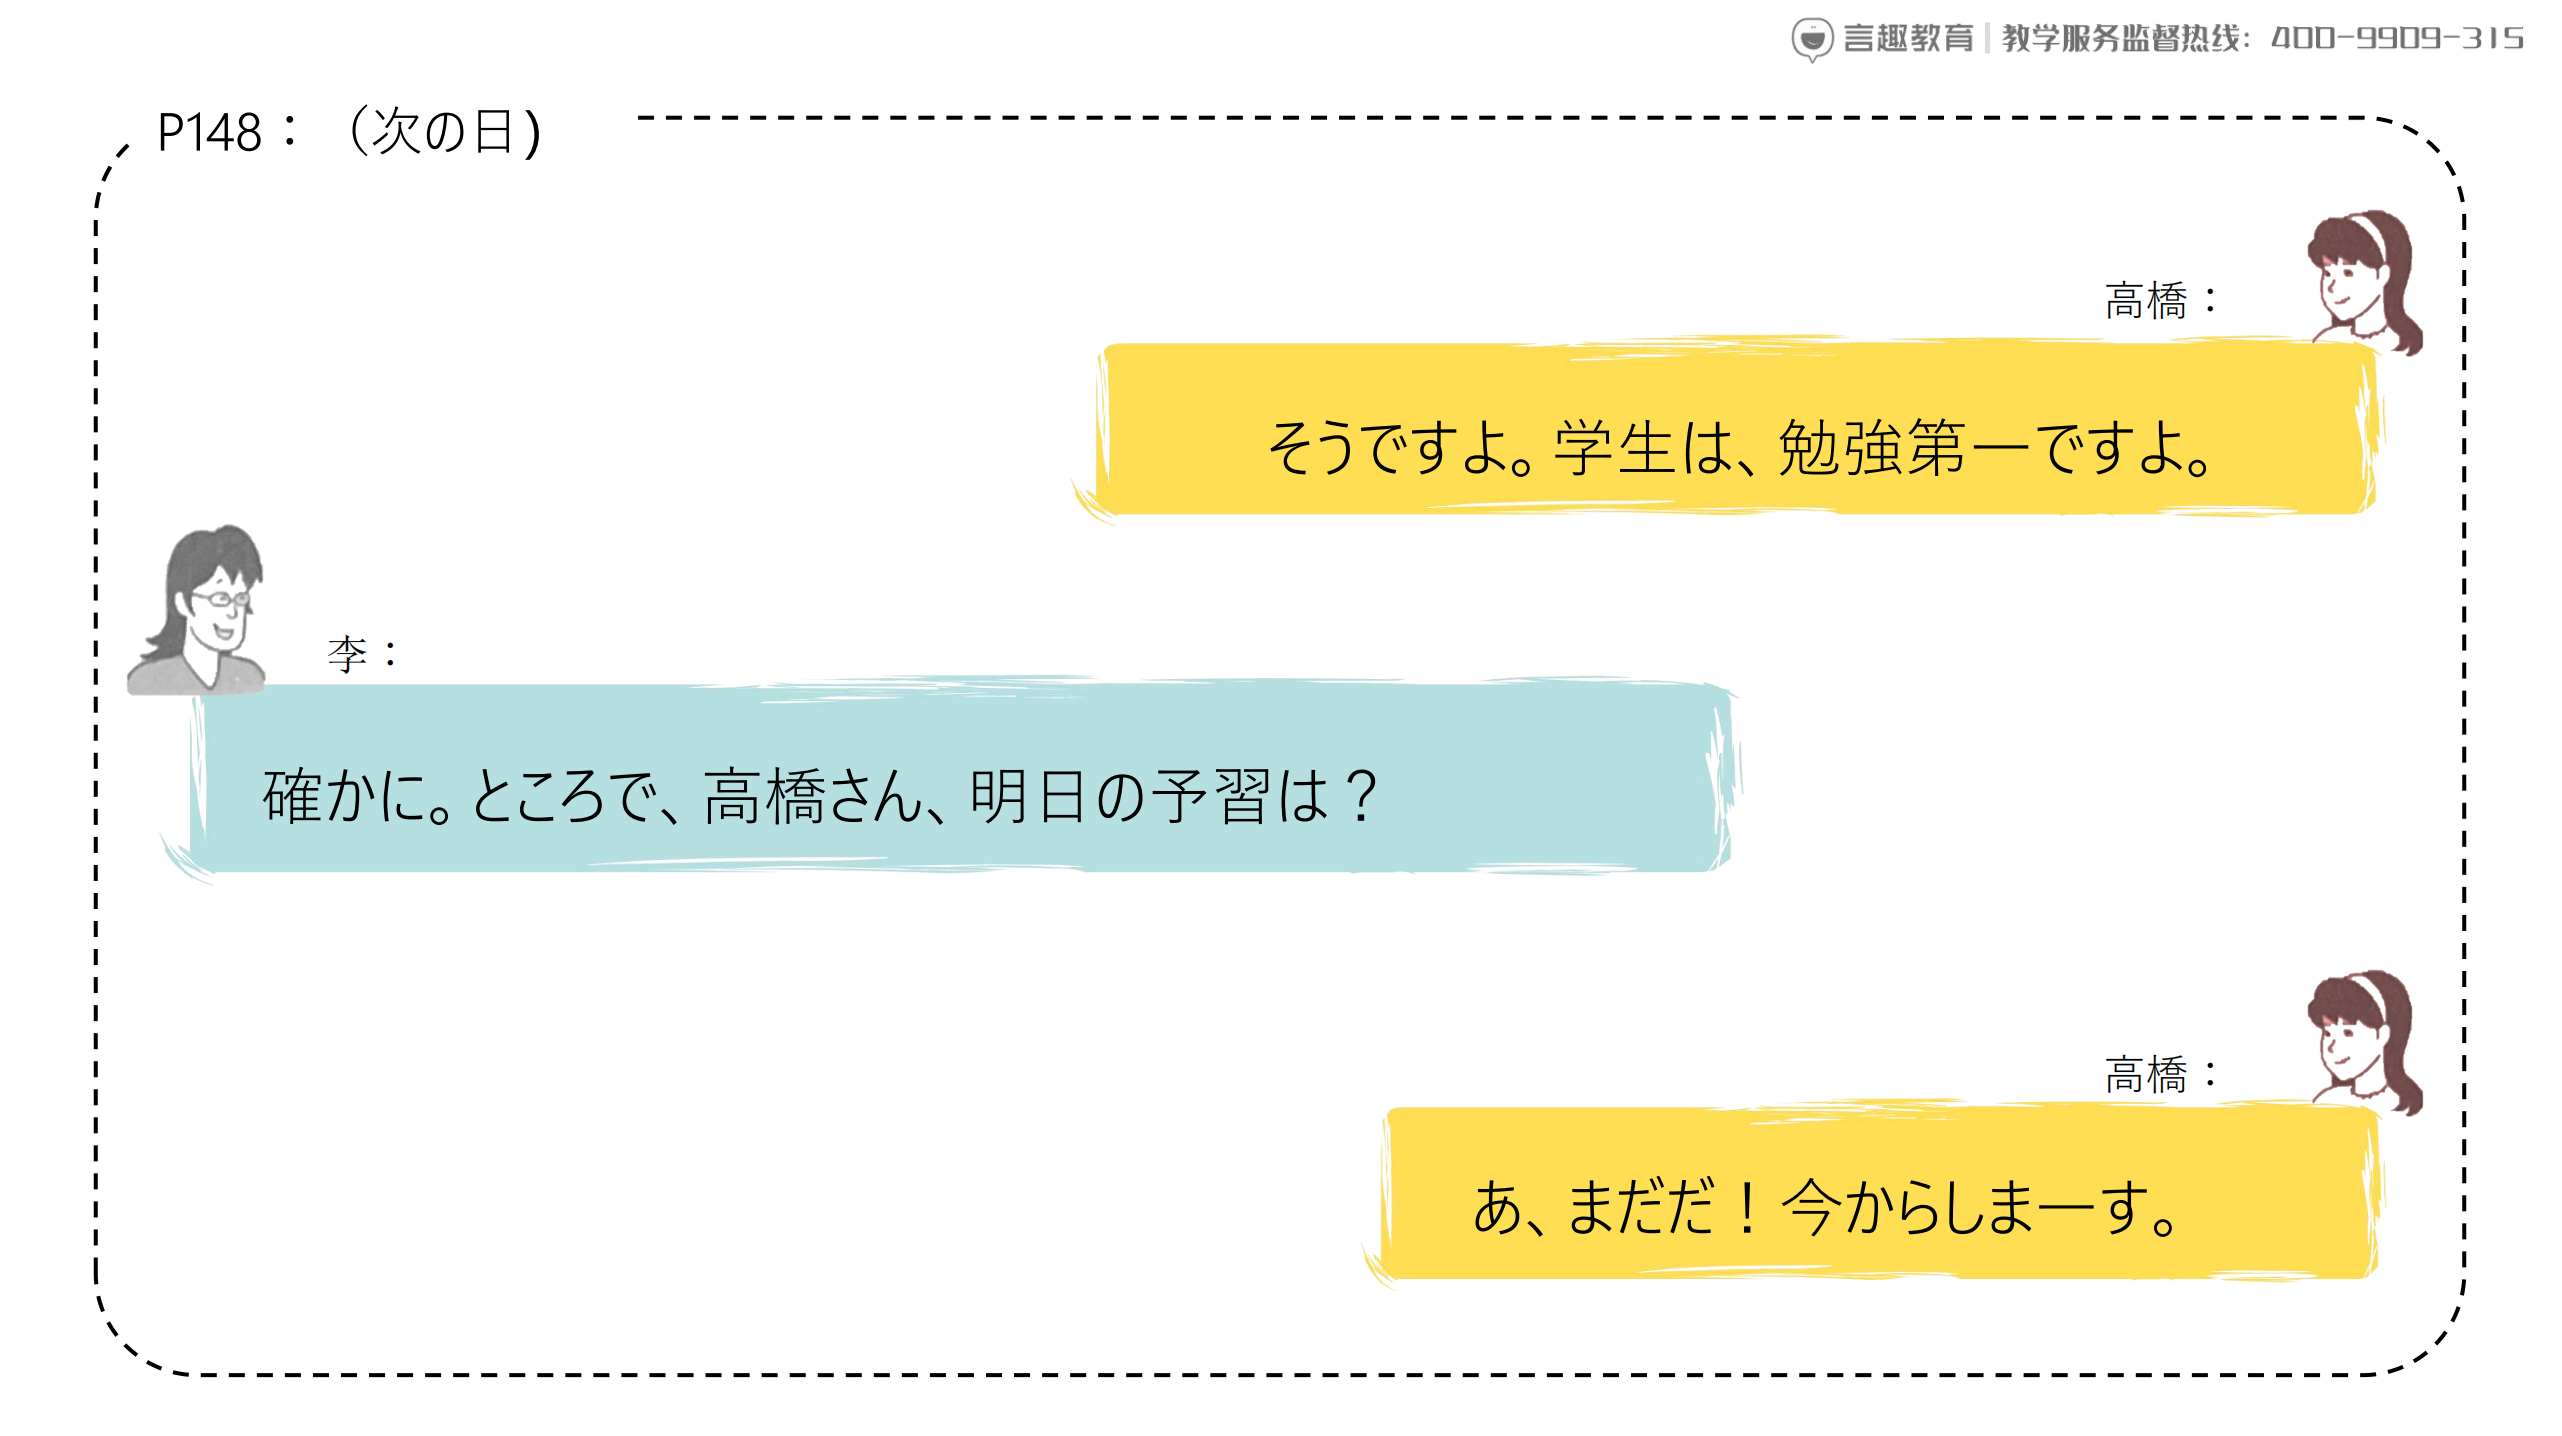 言趣教育 | 教学服务监督热线：400-9909-315
P148：（次の日)
高橋：
そうですよ。学生は、勉強第一ですよ。
李：
確かに。ところで、高橋さん、明日の予習は？
高橋：
あ、まだだ！今からしまーす。